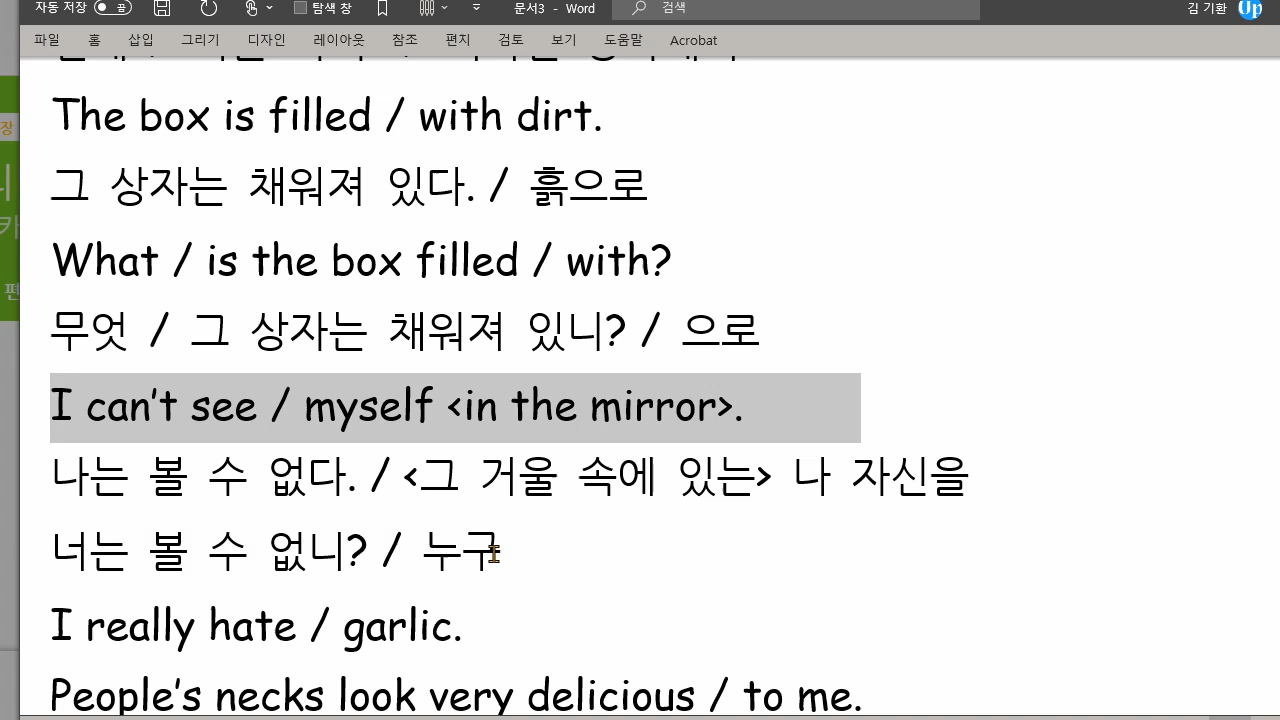 자동 저장 끔 탐색 창 문서3 - Word 검색 김 기환 Up
파일 홈 삽입 그리기 디자인 레이아웃 참조 편지 검토 보기 도움말 Acrobat
The box is filled / with dirt.
그 상자는 채워져 있다. / 흙으로
What / is the box filled / with?
무엇 / 그 상자는 채워져 있니? / 으로
I can't see / myself <in the mirror>.
나는 볼 수 없다. / <그 거울 속에 있는> 나 자신을
너는 볼 수 없니? / 누구
I really hate / garlic.
People's necks look very delicious / to me.